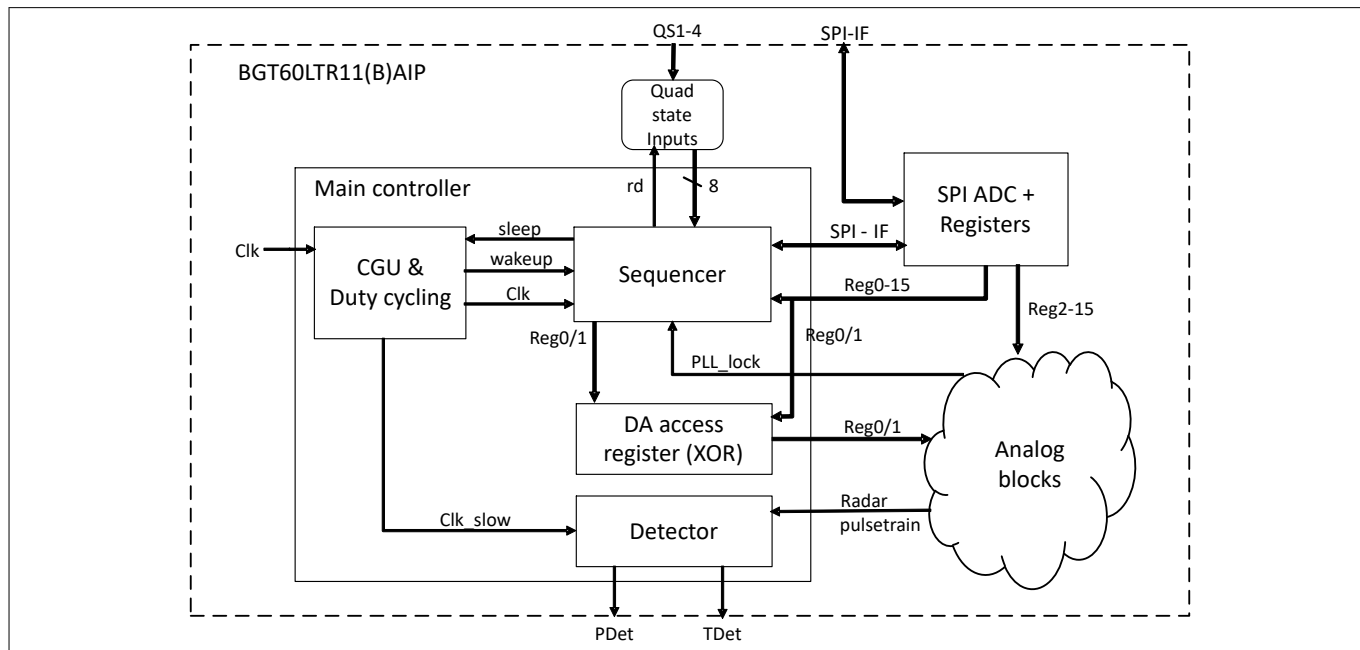 QS1-4
SPI-IF
BGT60LTR11(B)AIP
Quad
state
Inputs
Main controller
rd
8
SPI ADC +
Registers
sleep
SPI - IF
Clk
CGU &
Duty cycling
wakeup
Sequencer
Clk
Reg0-15
Reg2-15
Reg0/1
Reg0/1
PLL_lock
DA access
register (XOR)
Reg0/1
Analog
blocks
Clk_slow
Detector
Radar
pulsetrain
PDet
TDet